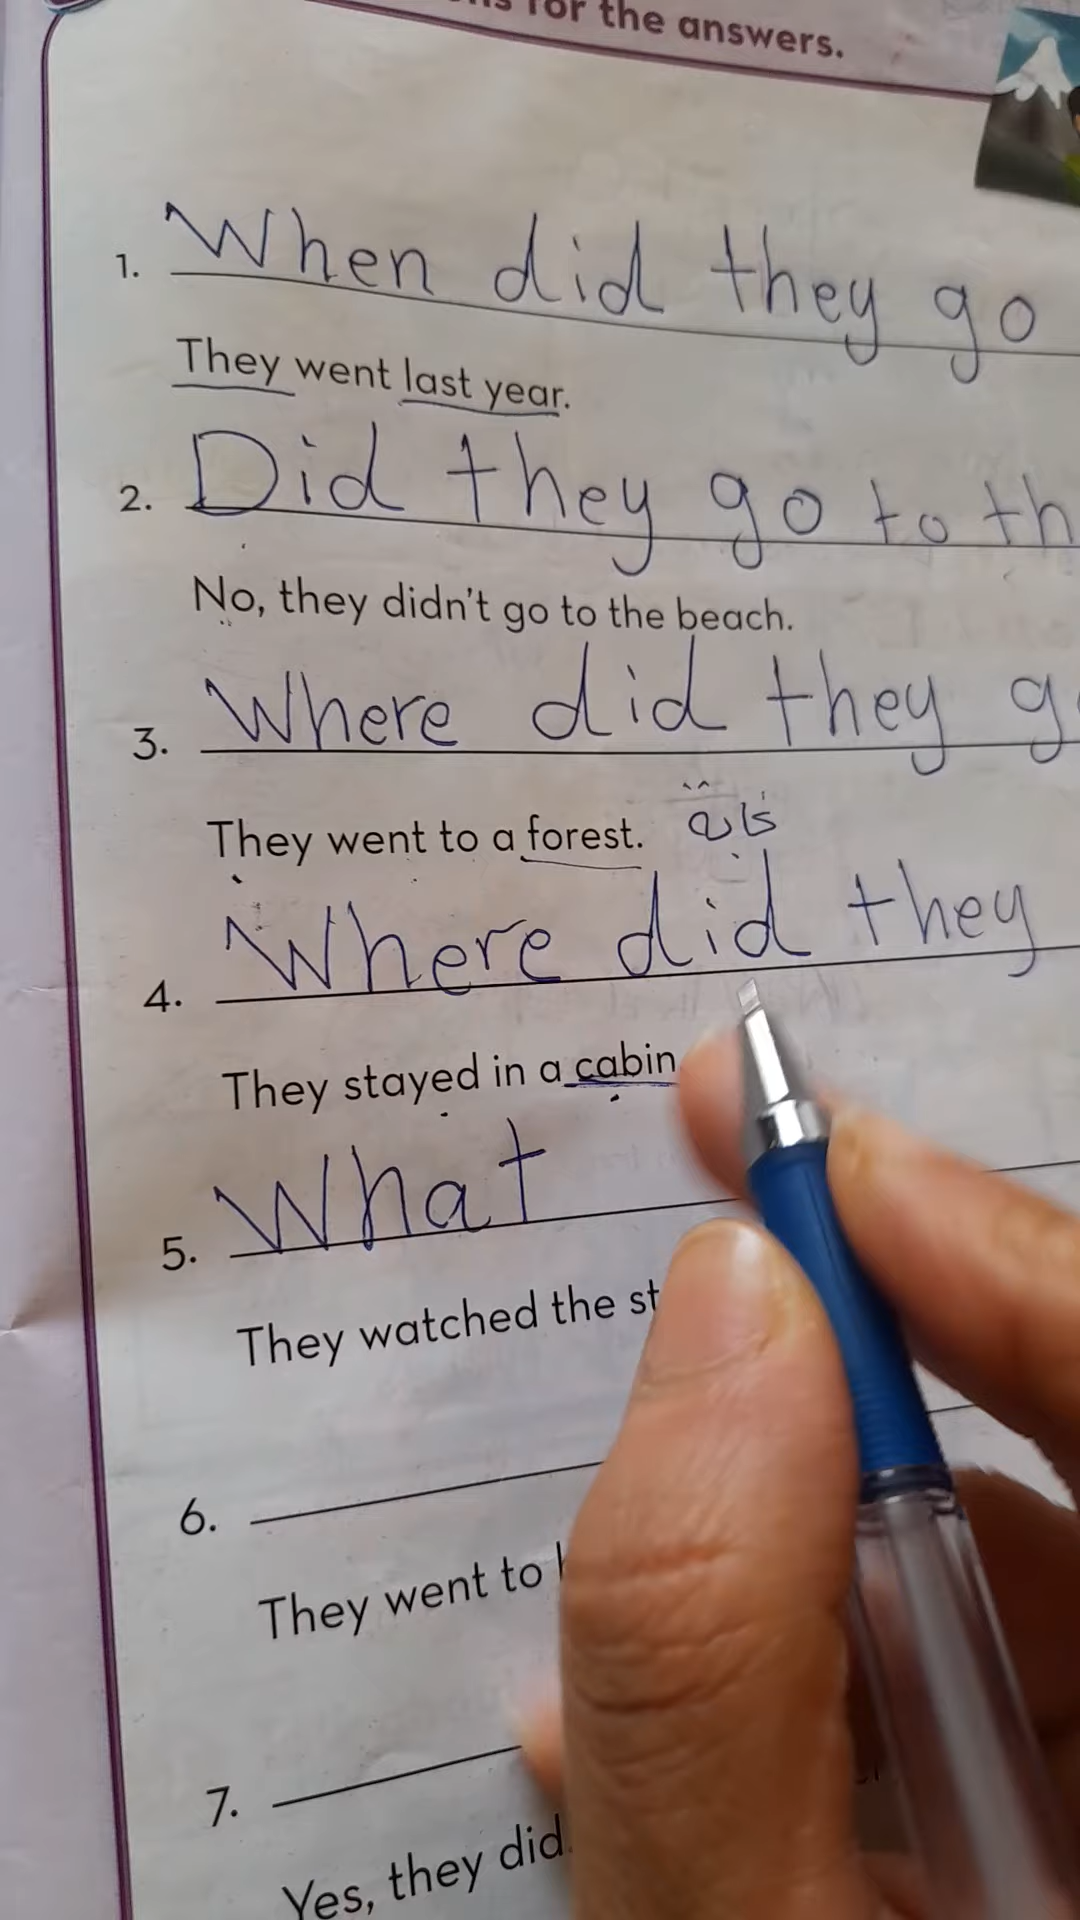 for the answers.
1. When did they go
They went last year.
2. Did they go to th
No, they didn't go to the beach.
3. Where did they g
They went to a forest. غابة
4. Where did they
They stayed in a cabin
5. What
They watched the st
6.
They went to
7.
Yes, they did.